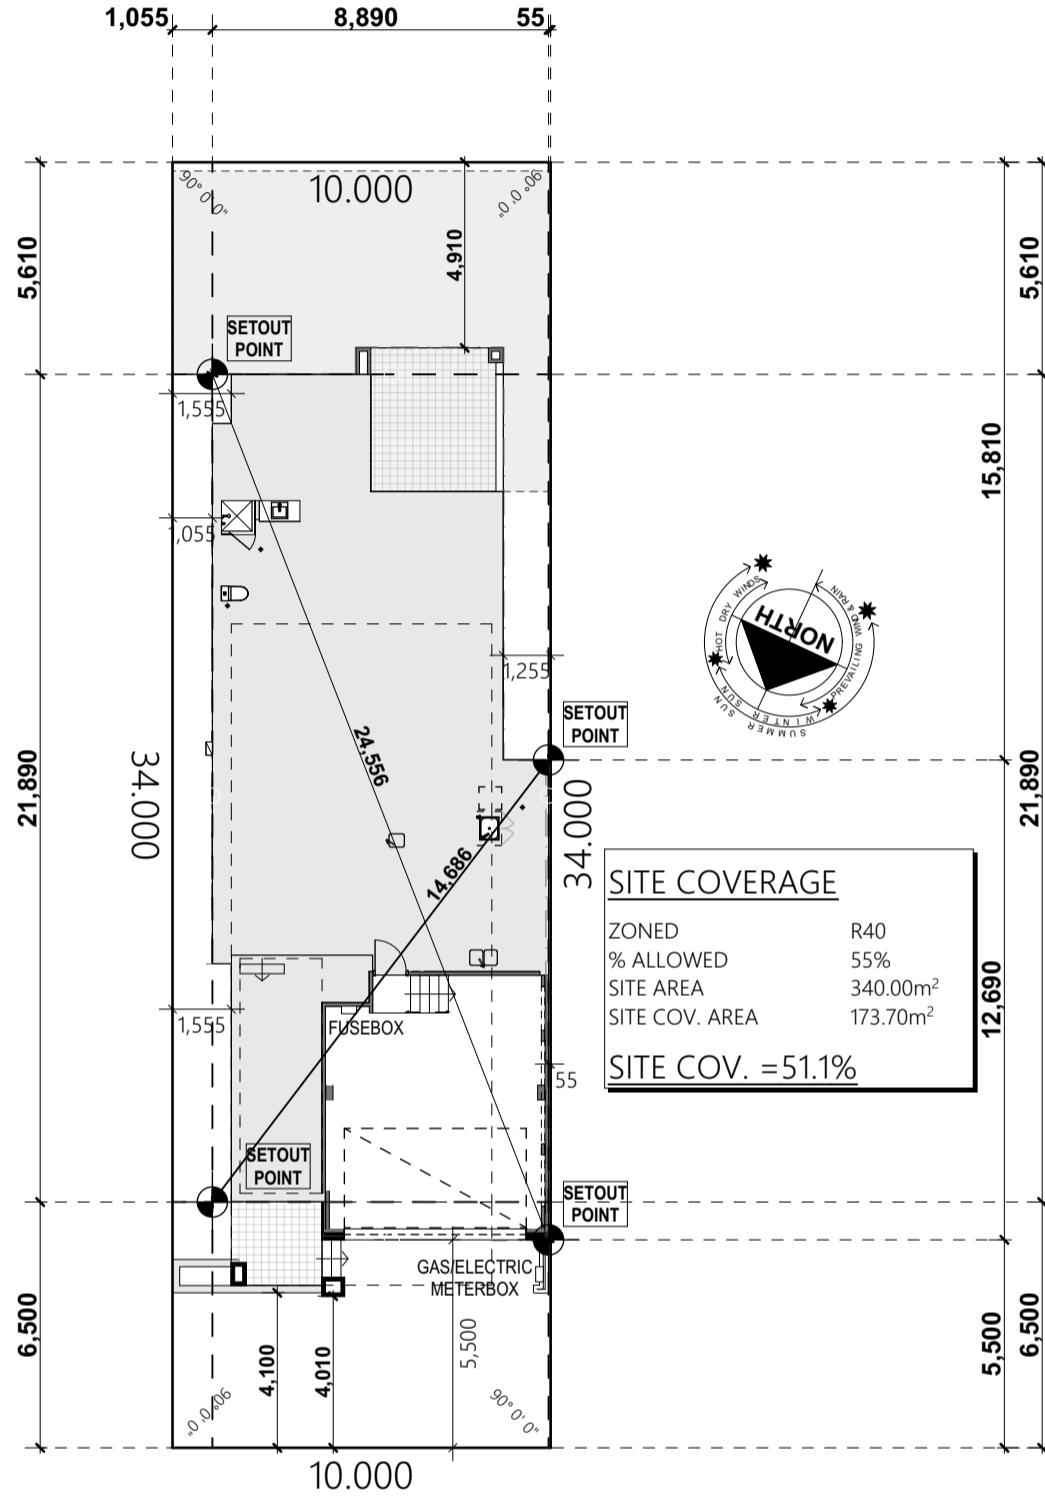 1,055 8,890 55
90° 0' 0"
10.000
90° 0' 0"
5,610
4,910
5,610
SETOUT
POINT
1,555
15,810
,055
HOT DRY WINDS
NORTH
PREVAILING WIND & RAIN
WINTER SUN
SUMMER SUN
1,255
SETOUT
POINT
24,556
21,890
34.000
34.000
21,890
14,686
SITE COVERAGE
ZONED R40
% ALLOWED 55%
SITE AREA 340.00m²
SITE COV. AREA 173.70m²
SITE COV. =51.1%
12,690
1,555
FUSEBOX
55
SETOUT
POINT
SETOUT
POINT
GAS/ELECTRIC
METERBOX
6,500
4,100
4,010
5,500
5,500
6,500
90° 0' 0"
90° 0' 0"
10.000